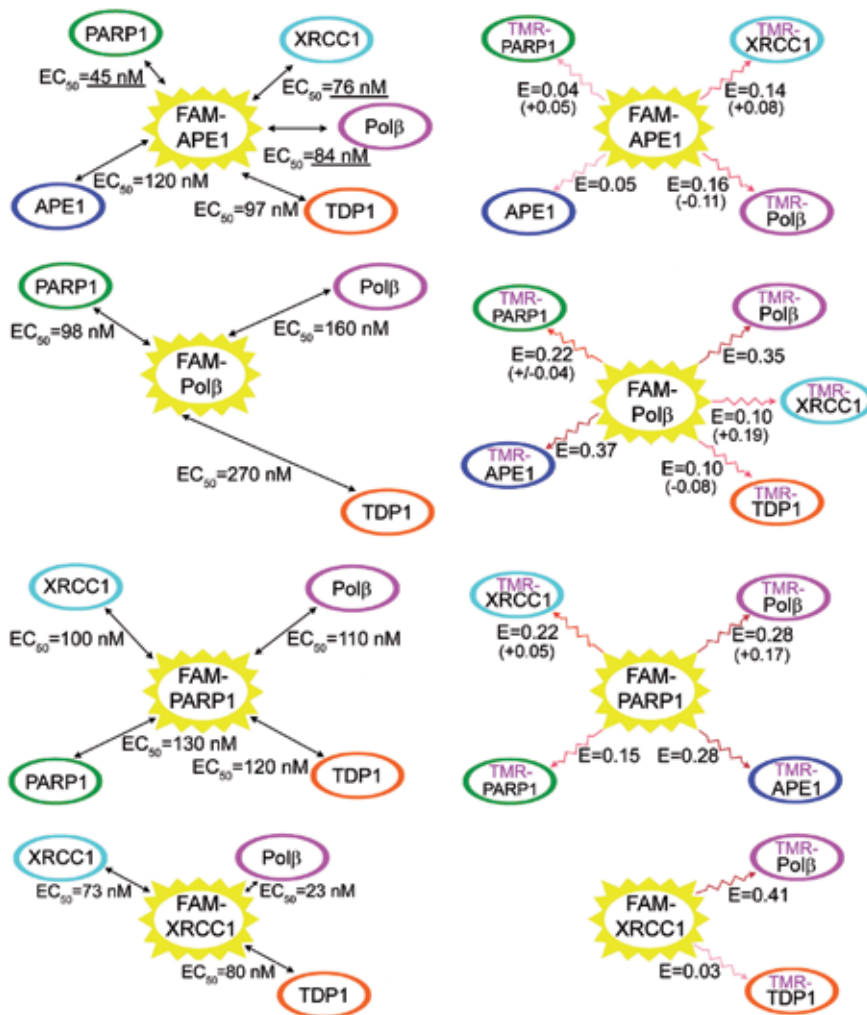 PARP1
XRCC1
EC50=45 nM
EC50=76 nM
FAM-
APE1
Polβ
EC50=84 nM
EC50=120 nM
APE1
EC50=97 nM
TDP1
TMR-
PARP1
TMR-
XRCC1
E=0.04
(+0.05)
E=0.14
(+0.08)
FAM-
APE1
E=0.05
E=0.16
(-0.11)
APE1
TMR-
Polβ
PARP1
Polβ
EC50=98 nM
EC50=160 nM
FAM-
Polβ
EC50=270 nM
TDP1
TMR-
PARP1
TMR-
Polβ
E=0.22
(+/-0.04)
E=0.35
FAM-
Polβ
TMR-
XRCC1
E=0.10
(+0.19)
TMR-
APE1
E=0.37
E=0.10
(-0.08)
TMR-
TDP1
XRCC1
Polβ
EC50=100 nM
EC50=110 nM
FAM-
PARP1
EC50=130 nM
EC50=120 nM
PARP1
TDP1
TMR-
XRCC1
TMR-
Polβ
E=0.22
(+0.05)
E=0.28
(+0.17)
FAM-
PARP1
E=0.15
E=0.28
TMR-
PARP1
TMR-
APE1
XRCC1
Polβ
EC50=73 nM
EC50=23 nM
FAM-
XRCC1
EC50=80 nM
TDP1
TMR-
Polβ
E=0.41
FAM-
XRCC1
E=0.03
TMR-
TDP1